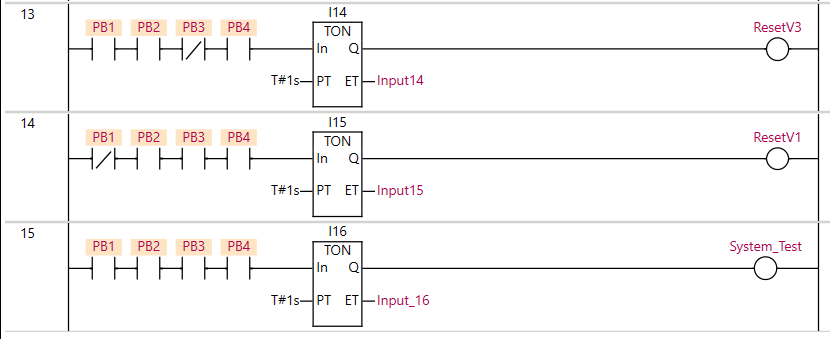 13 PB1 PB2 PB3 PB4 I14 ResetV3
TON
In Q
T#1s PT ET Input14
14 PB1 PB2 PB3 PB4 I15 ResetV1
TON
In Q
T#1s PT ET Input15
15 PB1 PB2 PB3 PB4 I16 System_Test
TON
In Q
T#1s PT ET Input_16